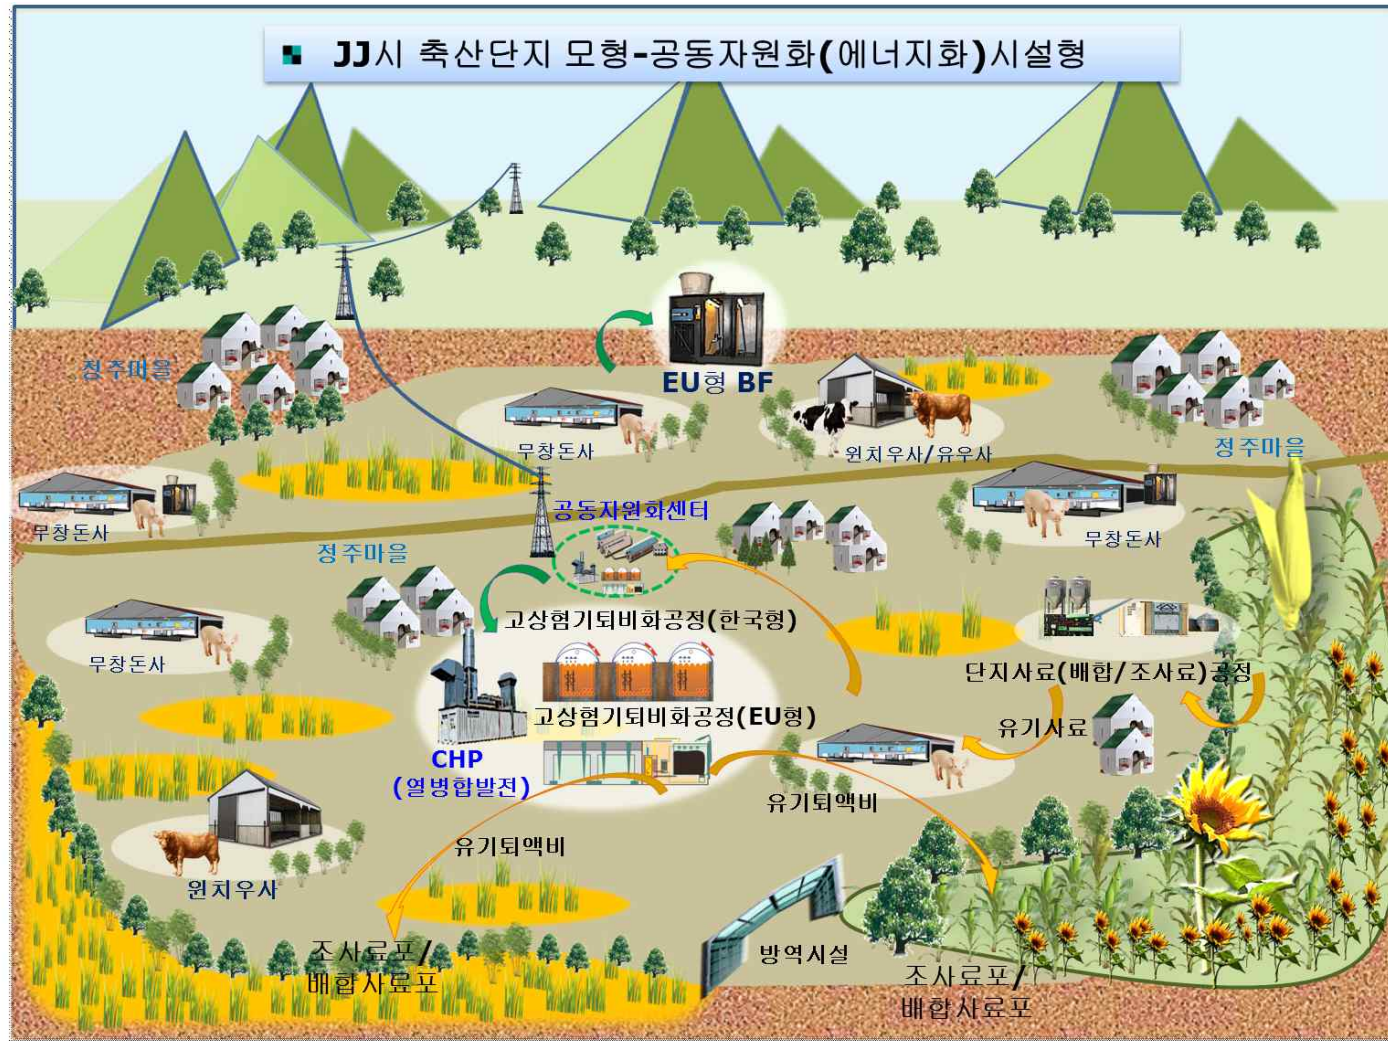 JJ시 축산단지 모형-공동자원화(에너지화)시설형
정주마을
EU형 BF
무창돈사
윈치우사/유우사
정주마을
무창돈사
공동자원화센터
무창돈사
정주마을
고상혐기퇴비화공정(한국형)
무창돈사
단지사료(배합/조사료)공정
고상혐기퇴비화공정(EU형)
유기사료
CHP
(열병합발전)
유기퇴액비
유기퇴액비
윈치우사
조사료포/
배합사료포
방역시설
조사료포/
배합사료포